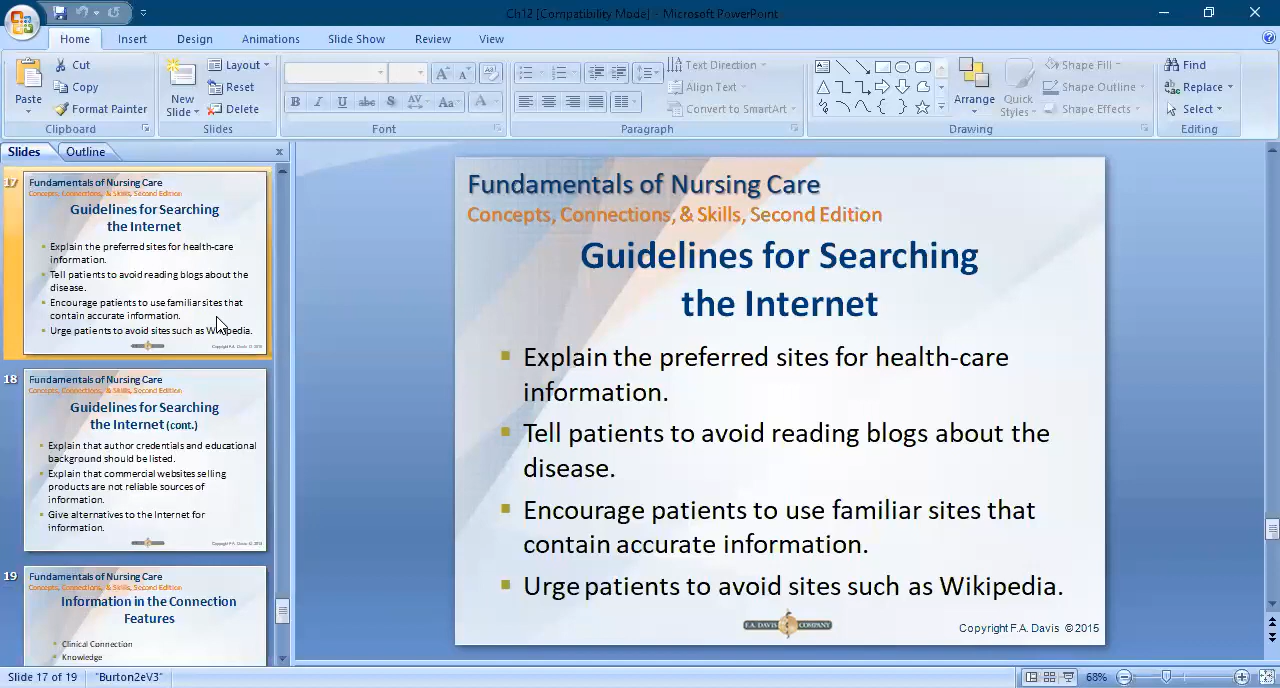 Ch12 [Compatibility Mode] - Microsoft PowerPoint
Home Insert Design Animations Slide Show Review View
Paste
Cut
Copy
Format Painter
Clipboard
New Slide
Layout
Reset
Delete
Slides
B I U abc S AV Aa A
Font
Text Direction
Align Text
Convert to SmartArt
Paragraph
Arrange
Quick Styles
Shape Fill
Shape Outline
Shape Effects
Drawing
Find
Replace
Select
Editing
Slides Outline
17
Fundamentals of Nursing Care
Concepts, Connections, & Skills, Second Edition
Guidelines for Searching
the Internet
Explain the preferred sites for health-care
information.
Tell patients to avoid reading blogs about the
disease.
Encourage patients to use familiar sites that
contain accurate information.
Urge patients to avoid sites such as Wikipedia.
Copyright F.A. Davis © 2015
18
Fundamentals of Nursing Care
Concepts, Connections, & Skills, Second Edition
Guidelines for Searching
the Internet (cont.)
Explain that author credentials and educational
background should be listed.
Explain that commercial websites selling
products are not reliable sources of
information.
Give alternatives to the Internet for
information.
Copyright F.A. Davis © 2015
19
Fundamentals of Nursing Care
Concepts, Connections, & Skills, Second Edition
Information in the Connection
Features
Clinical Connection
Knowledge
Fundamentals of Nursing Care
Concepts, Connections, & Skills, Second Edition
Guidelines for Searching
the Internet
Explain the preferred sites for health-care
information.
Tell patients to avoid reading blogs about the
disease.
Encourage patients to use familiar sites that
contain accurate information.
Urge patients to avoid sites such as Wikipedia.
F.A. DAVIS COMPANY
Copyright F.A. Davis © 2015
Slide 17 of 19 "Burton2eV3" 68%